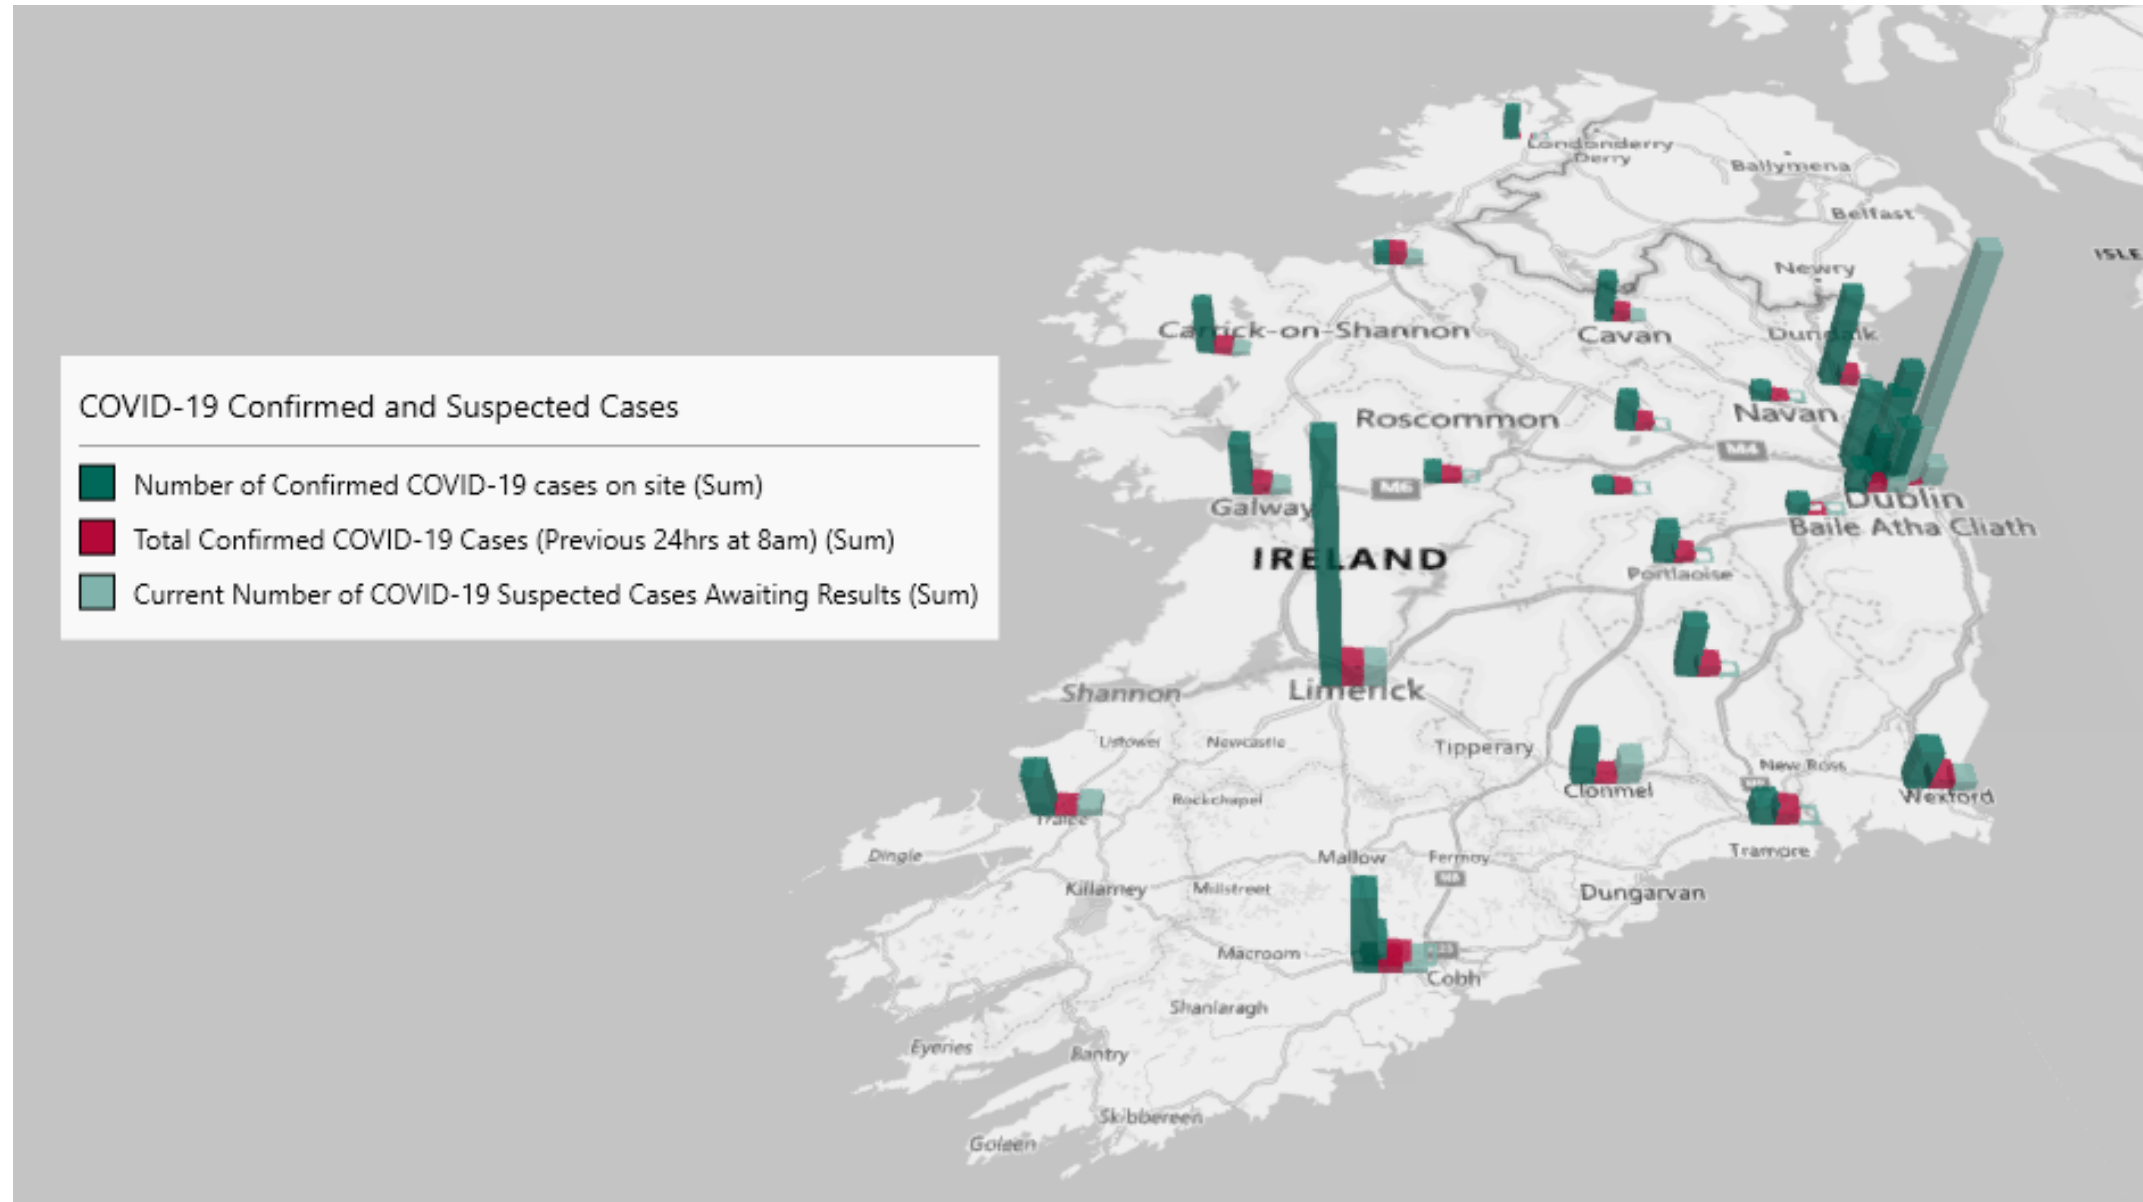 COVID-19 Confirmed and Suspected Cases
Number of Confirmed COVID-19 cases on site (Sum)
Total Confirmed COVID-19 Cases (Previous 24hrs at 8am) (Sum)
Current Number of COVID-19 Suspected Cases Awaiting Results (Sum)
Londonderry
Derry
Ballymena
Belfast
ISLE
Newry
Carrick-on-Shannon
Cavan
Dundalk
Roscommon
Navan
M4
M6
Galway
Dublin
Baile Atha Cliath
IRELAND
Portlaoise
Shannon
Limerick
Listowel
Newcastle
Tipperary
New Ross
Clonmel
Wexford
Rockchapel
Tralee
Tramore
Dingle
Mallow
Fermoy
M8
Killarney
Millstreet
Dungarvan
Macroom
Cobh
Shanlaragh
Eyeries
Bantry
Skibbereen
Goleen